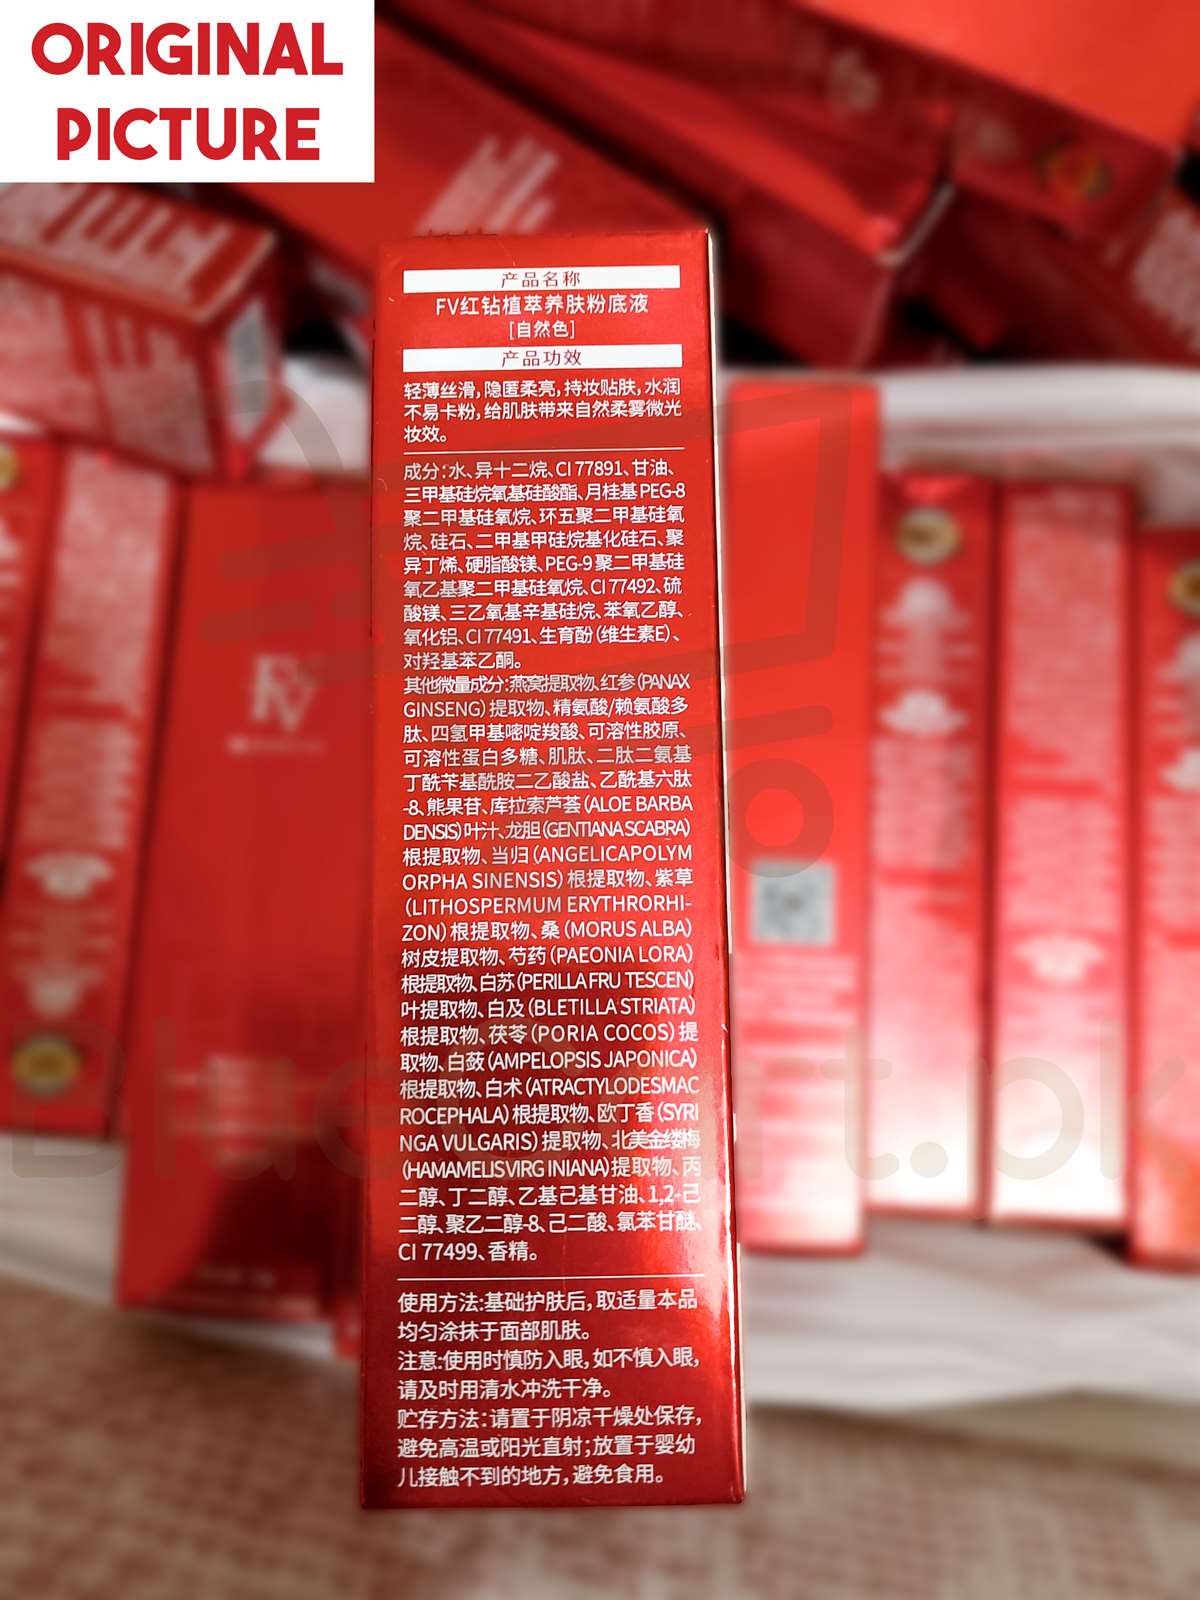 ORIGINAL
PICTURE
产品名称
FV红钻植萃养肤粉底液
[自然色]
产品功效
轻薄丝滑,隐匿柔亮,持妆贴肤,水润
不易卡粉,给肌肤带来自然柔雾微光
妆效。
成分:水、异十二烷、CI 77891、甘油、
三甲基硅烷氧基硅酸酯、月桂基PEG-8
聚二甲基硅氧烷、环五聚二甲基硅氧
烷、硅石、二甲基甲硅烷基化硅石、聚
异丁烯、硬脂酸镁、PEG-9聚二甲基硅
氧乙基聚二甲基硅氧烷、CI 77492、硫
酸镁、三乙氧基辛基硅烷、苯氧乙醇、
氧化铝、CI 77491、生育酚(维生素E)、
对羟基苯乙酮。
其他微量成分:燕窝提取物、红参(PANAX
GINSENG)提取物、精氨酸/赖氨酸多
肽、四氢甲基嘧啶羧酸、可溶性胶原、
可溶性蛋白多糖、肌肽、二肽二氨基
丁酰苄基酰胺二乙酸盐、乙酰基六肽
-8、熊果苷、库拉索芦荟(ALOE BARBA
DENSIS)叶汁、龙胆(GENTIANA SCABRA)
根提取物、当归(ANGELICAPOLYM
ORPHA SINENSIS)根提取物、紫草
(LITHOSPERMUM ERYTHRORHI-
ZON)根提取物、桑(MORUS ALBA)
树皮提取物、芍药(PAEONIA LORA)
根提取物、白苏(PERILLA FRU TESCEN)
叶提取物、白及(BLETILLA STRIATA)
根提取物、茯苓(PORIA COCOS)提
取物、白蔹(AMPELOPSIS JAPONICA)
根提取物、白术(ATRACTYLODESMAC
ROCEPHALA)根提取物、欧丁香(SYRI
NGA VULGARIS)提取物、北美金缕梅
(HAMAMELISVIRG INIANA)提取物、丙
二醇、丁二醇、乙基己基甘油、1,2-己
二醇、聚乙二醇-8、己二酸、氯苯甘醚、
CI 77499、香精。
使用方法:基础护肤后,取适量本品
均匀涂抹于面部肌肤。
注意:使用时慎防入眼,如不慎入眼,
请及时用清水冲洗干净。
贮存方法:请置于阴凉干燥处保存,
避免高温或阳光直射;放置于婴幼
儿接触不到的地方,避免食用。
FV